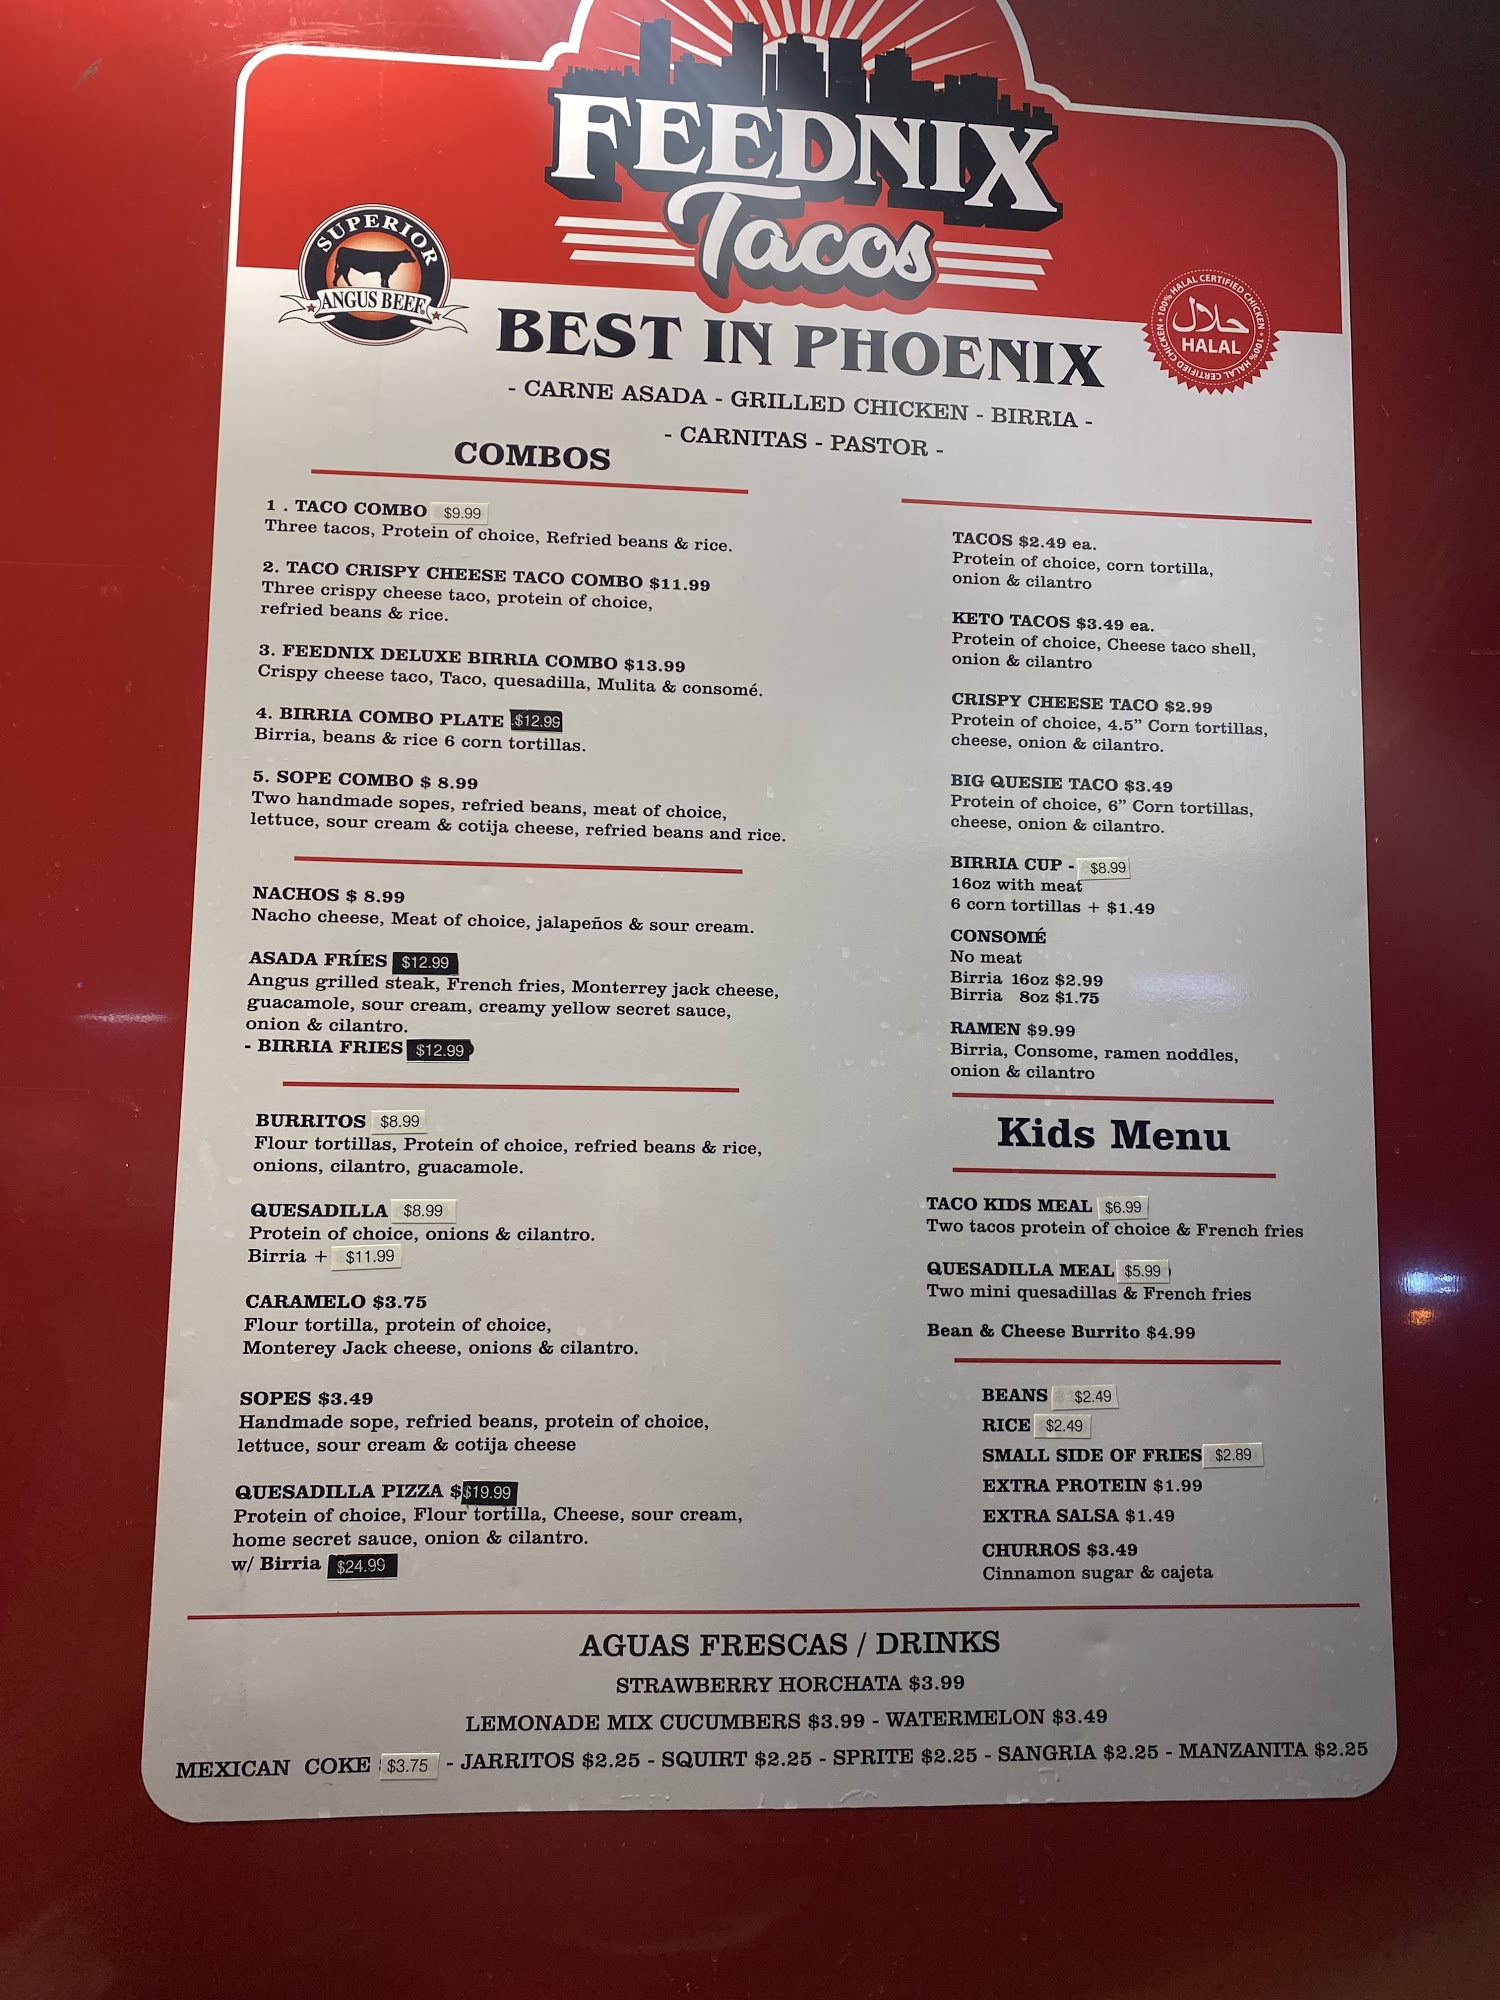 FEEDNIX
Tacos
SUPERIOR
ANGUS BEEF
100% HALAL CERTIFIED CHICKEN • 100% HALAL CERTIFIED CHICKEN •
حلال
HALAL
BEST IN PHOENIX
- CARNE ASADA - GRILLED CHICKEN - BIRRIA -
- CARNITAS - PASTOR -
COMBOS
1 . TACO COMBO $9.99
Three tacos, Protein of choice, Refried beans & rice.
2. TACO CRISPY CHEESE TACO COMBO $11.99
Three crispy cheese taco, protein of choice,
refried beans & rice.
3. FEEDNIX DELUXE BIRRIA COMBO $13.99
Crispy cheese taco, Taco, quesadilla, Mulita & consomé.
4. BIRRIA COMBO PLATE $12.99
Birria, beans & rice 6 corn tortillas.
5. SOPE COMBO $ 8.99
Two handmade sopes, refried beans, meat of choice,
lettuce, sour cream & cotija cheese, refried beans and rice.
NACHOS $ 8.99
Nacho cheese, Meat of choice, jalapeños & sour cream.
ASADA FRÍES $12.99
Angus grilled steak, French fries, Monterrey jack cheese,
guacamole, sour cream, creamy yellow secret sauce,
onion & cilantro.
- BIRRIA FRIES $12.99
BURRITOS $8.99
Flour tortillas, Protein of choice, refried beans & rice,
onions, cilantro, guacamole.
QUESADILLA $8.99
Protein of choice, onions & cilantro.
Birria + $11.99
CARAMELO $3.75
Flour tortilla, protein of choice,
Monterey Jack cheese, onions & cilantro.
SOPES $3.49
Handmade sope, refried beans, protein of choice,
lettuce, sour cream & cotija cheese
QUESADILLA PIZZA $$19.99
Protein of choice, Flour tortilla, Cheese, sour cream,
home secret sauce, onion & cilantro.
w/ Birria $24.99
TACOS $2.49 ea.
Protein of choice, corn tortilla,
onion & cilantro
KETO TACOS $3.49 ea.
Protein of choice, Cheese taco shell,
onion & cilantro
CRISPY CHEESE TACO $2.99
Protein of choice, 4.5” Corn tortillas,
cheese, onion & cilantro.
BIG QUESIE TACO $3.49
Protein of choice, 6” Corn tortillas,
cheese, onion & cilantro.
BIRRIA CUP - $8.99
16oz with meat
6 corn tortillas + $1.49
CONSOMÉ
No meat
Birria 16oz $2.99
Birria 8oz $1.75
RAMEN $9.99
Birria, Consome, ramen noddles,
onion & cilantro
Kids Menu
TACO KIDS MEAL $6.99
Two tacos protein of choice & French fries
QUESADILLA MEAL $5.99
Two mini quesadillas & French fries
Bean & Cheese Burrito $4.99
BEANS $2.49
RICE $2.49
SMALL SIDE OF FRIES $2.89
EXTRA PROTEIN $1.99
EXTRA SALSA $1.49
CHURROS $3.49
Cinnamon sugar & cajeta
AGUAS FRESCAS / DRINKS
STRAWBERRY HORCHATA $3.99
LEMONADE MIX CUCUMBERS $3.99 - WATERMELON $3.49
MEXICAN COKE $3.75 - JARRITOS $2.25 - SQUIRT $2.25 - SPRITE $2.25 - SANGRIA $2.25 - MANZANITA $2.25